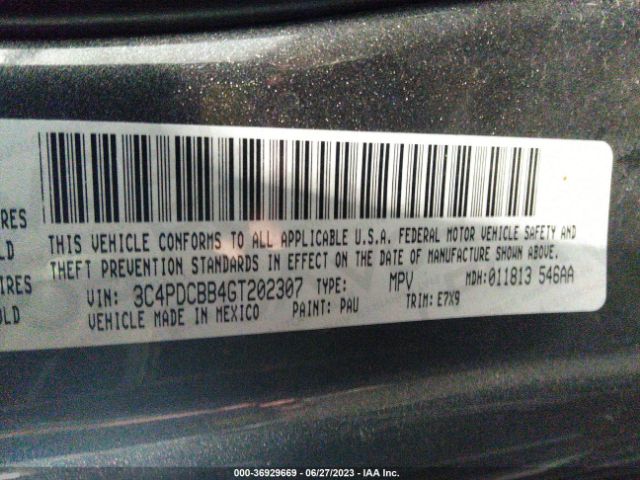 IRES
LD
IRES
OLD
THIS VEHICLE CONFORMS TO ALL APPLICABLE U.S.A. FEDERAL MOTOR VEHICLE SAFETY AND
THEFT PREVENTION STANDARDS IN EFFECT ON THE DATE OF MANUFACTURE SHOWN ABOVE.
VIN: 3C4PDCBB4GT202307 TYPE: MPV MDH:011813 546AA
VEHICLE MADE IN MEXICO PAINT: PAU TRIM: E7X9
000-36929669 - 06/27/2023 - IAA Inc.